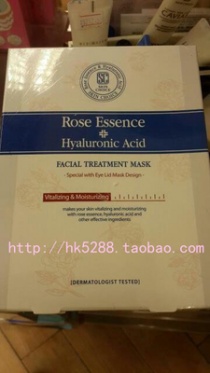 Rose Essence
Hyaluronic Acid
FACIAL TREATMENT MASK
-Special with Eye Lid Mask Design-
Vitalizing & Moisturizing
makes your skin vitalizing and moisturizing
with rose essence, hyaluronic acid and
other effective ingredients
http://hk5288.taobao.com
[DERMATOLOGIST TESTED]